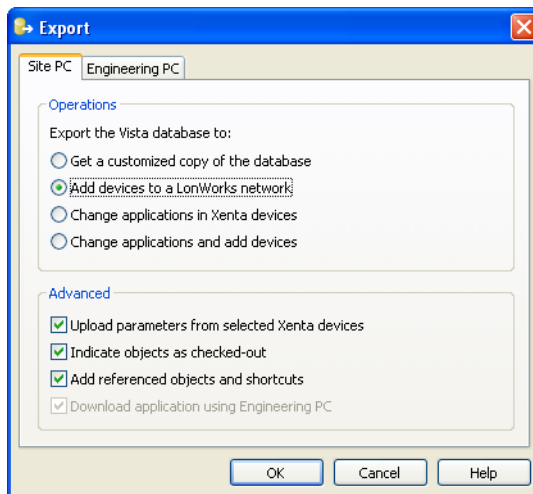 Export
Site PC
Engineering PC
Operations
Export the Vista database to:
Get a customized copy of the database
Add devices to a LonWorks network
Change applications in Xenta devices
Change applications and add devices
Advanced
Upload parameters from selected Xenta devices
Indicate objects as checked-out
Add referenced objects and shortcuts
Download application using Engineering PC
OK
Cancel
Help